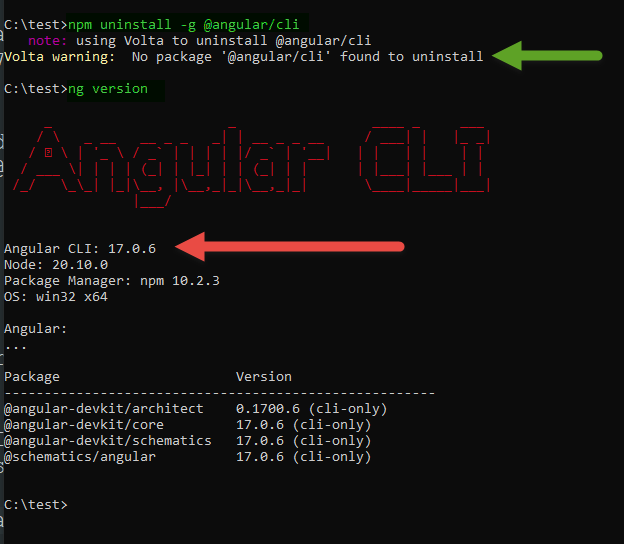 C:\test>npm uninstall -g @angular/cli
note: using Volta to uninstall @angular/cli
Volta warning: No package '@angular/cli' found to uninstall
C:\test>ng version
Angular CLI
Angular CLI: 17.0.6
Node: 20.10.0
Package Manager: npm 10.2.3
OS: win32 x64
Angular:
...
Package Version
------------------------------------------------------
@angular-devkit/architect 0.1700.6 (cli-only)
@angular-devkit/core 17.0.6 (cli-only)
@angular-devkit/schematics 17.0.6 (cli-only)
@schematics/angular 17.0.6 (cli-only)
C:\test>